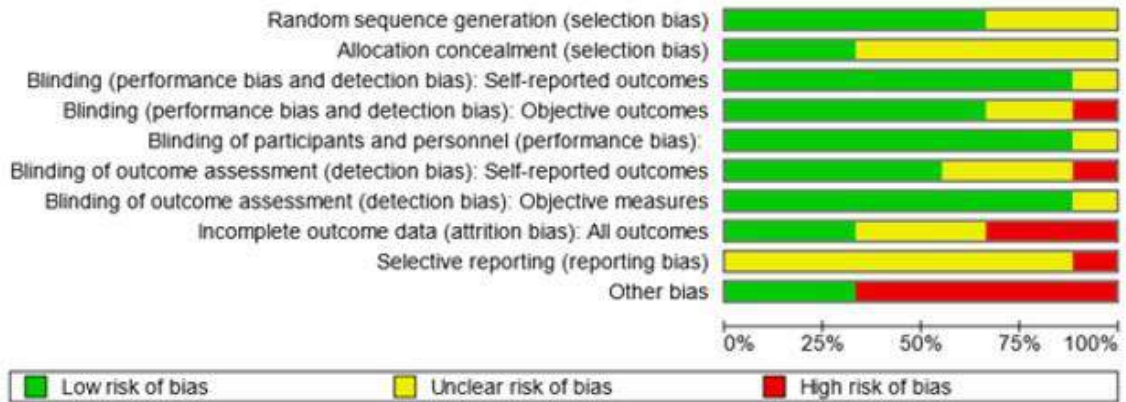 Random sequence generation (selection bias)
Allocation concealment (selection bias)
Blinding (performance bias and detection bias): Self-reported outcomes
Blinding (performance bias and detection bias): Objective outcomes
Blinding of participants and personnel (performance bias):
Blinding of outcome assessment (detection bias): Self-reported outcomes
Blinding of outcome assessment (detection bias): Objective measures
Incomplete outcome data (attrition bias): All outcomes
Selective reporting (reporting bias)
Other bias
0% 25% 50% 75% 100%
Low risk of bias Unclear risk of bias High risk of bias